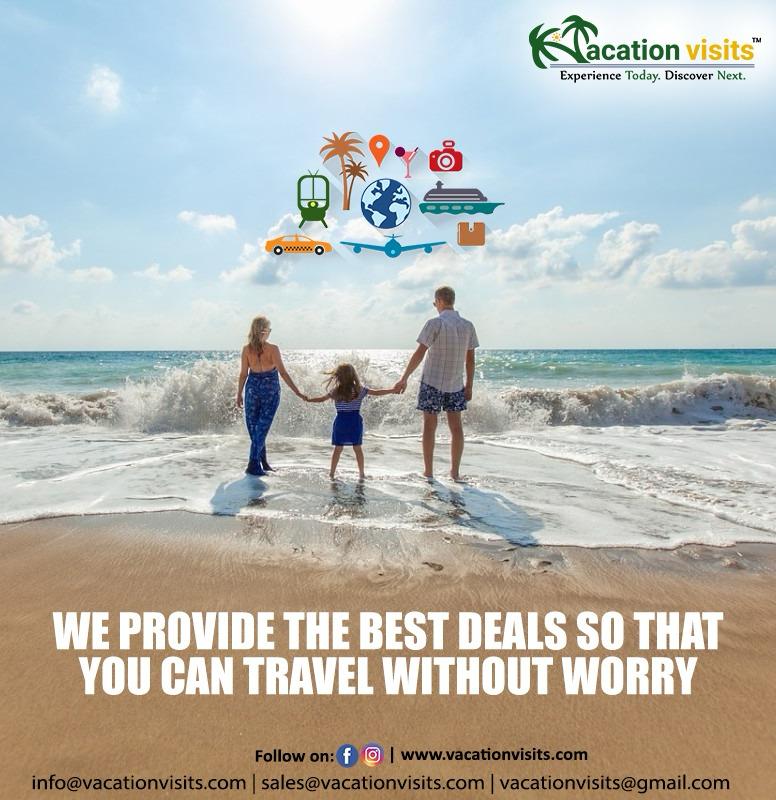 Vacation visits™
Experience Today. Discover Next.
WE PROVIDE THE BEST DEALS SO THAT
YOU CAN TRAVEL WITHOUT WORRY
Follow on: | www.vacationvisits.com
info@vacationvisits.com | sales@vacationvisits.com | vacationvisits@gmail.com